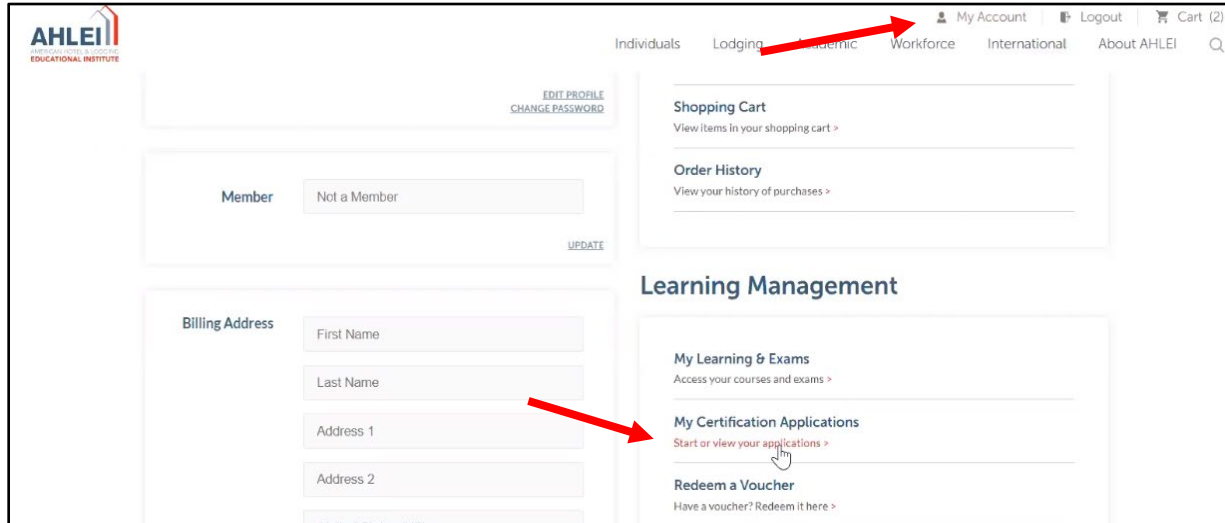 My Account Logout Cart (2)
AHLEI
AMERICAN HOTEL & LODGING
EDUCATIONAL INSTITUTE
Individuals Lodging Academic Workforce International About AHLEI
EDIT PROFILE
CHANGE PASSWORD
Member Not a Member
UPDATE
Billing Address First Name
Last Name
Address 1
Address 2
Shopping Cart
View items in your shopping cart >
Order History
View your history of purchases >
Learning Management
My Learning & Exams
Access your courses and exams >
My Certification Applications
Start or view your applications >
Redeem a Voucher
Have a voucher? Redeem it here >